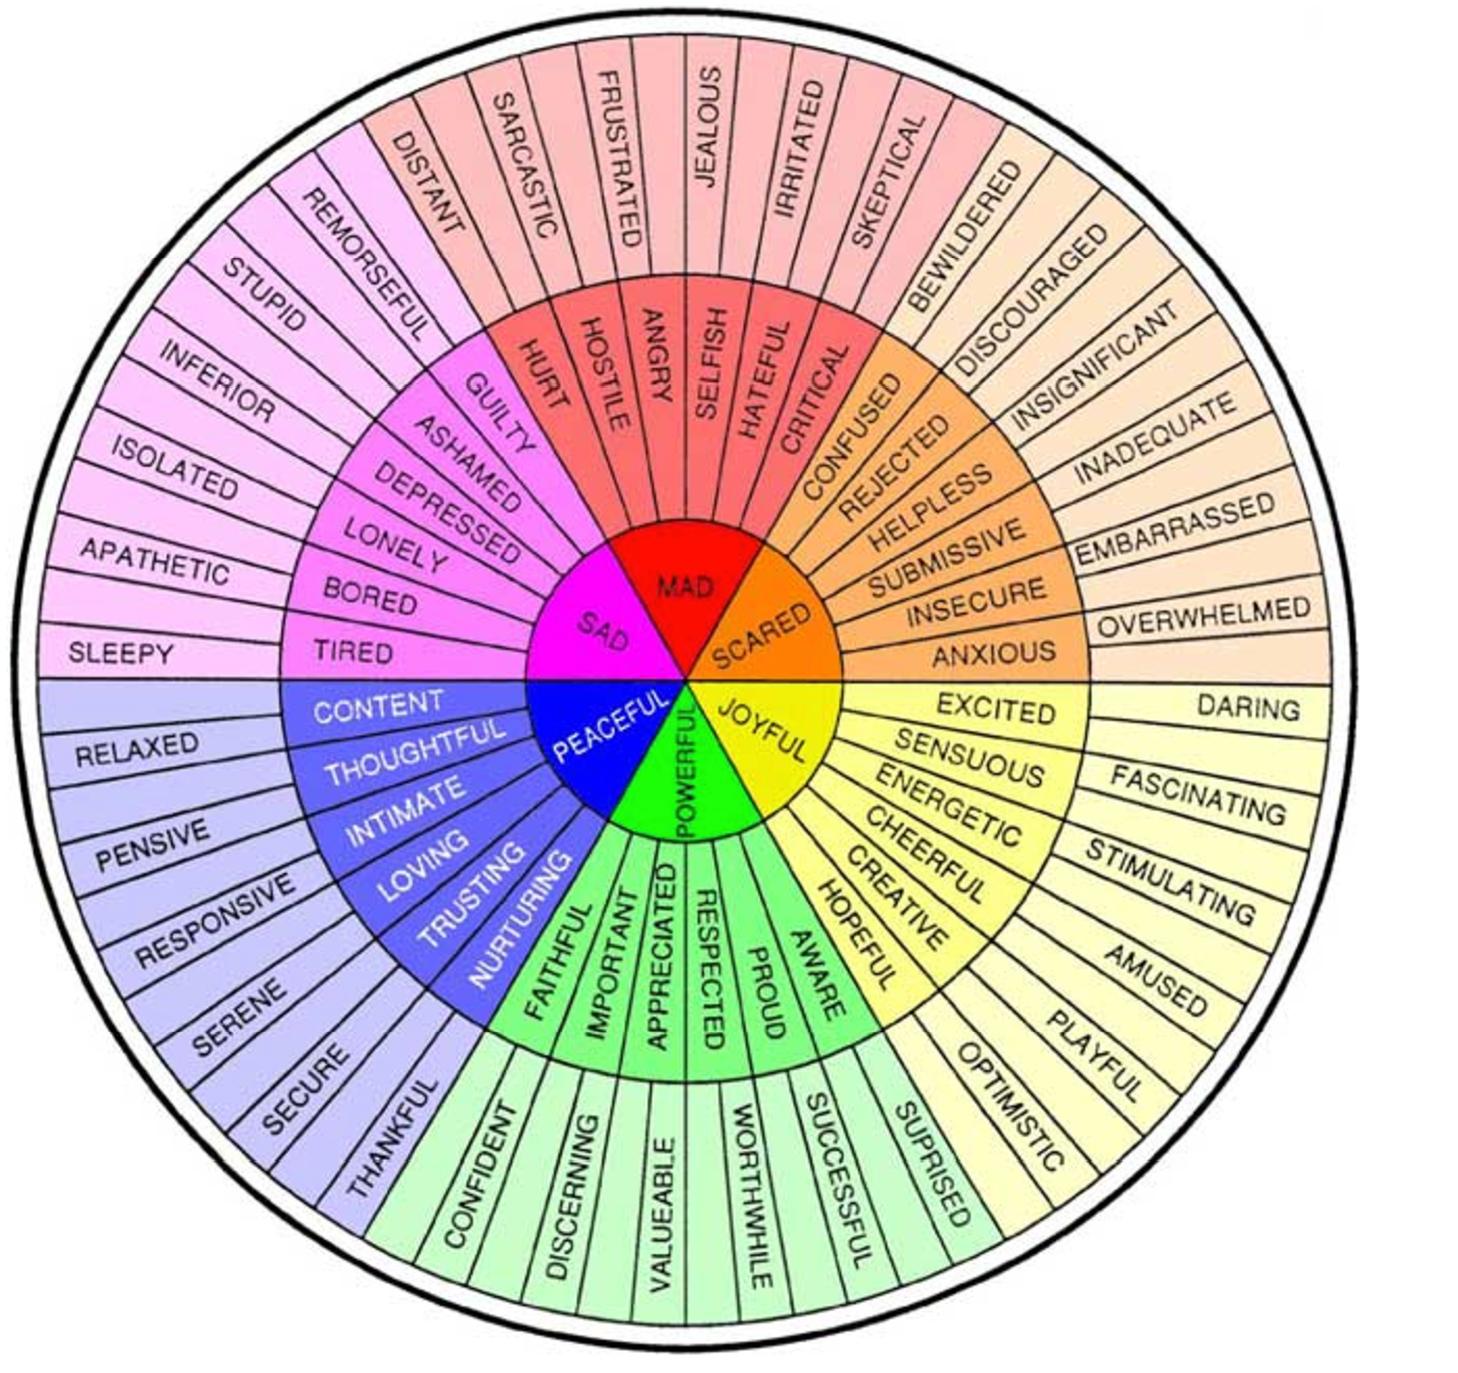 MAD
SCARED
JOYFUL
POWERFUL
PEACEFUL
SAD
HURT
HOSTILE
ANGRY
SELFISH
HATEFUL
CRITICAL
CONFUSED
REJECTED
HELPLESS
SUBMISSIVE
INSECURE
ANXIOUS
EXCITED
SENSUOUS
ENERGETIC
CHEERFUL
CREATIVE
HOPEFUL
AWARE
PROUD
RESPECTED
APPRECIATED
IMPORTANT
FAITHFUL
NURTURING
TRUSTING
LOVING
INTIMATE
THOUGHTFUL
CONTENT
TIRED
BORED
LONELY
DEPRESSED
ASHAMED
GUILTY
DISTANT
SARCASTIC
FRUSTRATED
JEALOUS
IRRITATED
SKEPTICAL
BEWILDERED
DISCOURAGED
INSIGNIFICANT
INADEQUATE
EMBARRASSED
OVERWHELMED
DARING
FASCINATING
STIMULATING
AMUSED
PLAYFUL
OPTIMISTIC
SUPRISED
SUCCESSFUL
WORTHWHILE
VALUEABLE
DISCERNING
CONFIDENT
THANKFUL
SECURE
SERENE
RESPONSIVE
PENSIVE
RELAXED
SLEEPY
APATHETIC
ISOLATED
INFERIOR
STUPID
REMORSEFUL